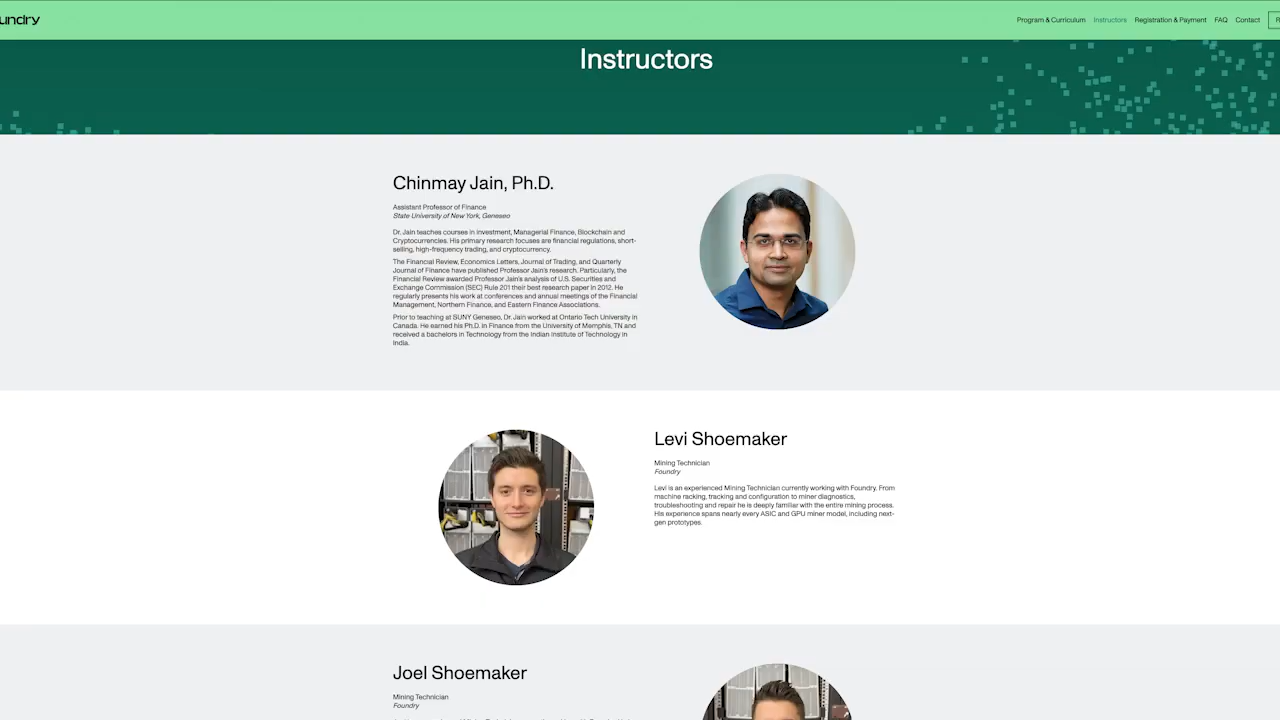 undry
Program & Curriculum Instructors Registration & Payment FAQ Contact
Instructors
Chinmay Jain, Ph.D.
Assistant Professor of Finance
State University of New York, Geneseo
Dr. Jain teaches courses in investment, Managerial Finance, Blockchain and
Cryptocurrencies. His primary research focuses are financial regulations, short-
selling, high-frequency trading, and cryptocurrency.
The Financial Review, Economics Letters, Journal of Trading, and Quarterly
Journal of Finance have published Professor Jain's research. Particularly, the
Financial Review awarded Professor Jain's analysis of U.S. Securities and
Exchange Commission (SEC) Rule 201 their best research paper in 2012. He
regularly presents his work at conferences and annual meetings of the Financial
Management, Northern Finance, and Eastern Finance Associations.
Prior to teaching at SUNY Geneseo, Dr. Jain worked at Ontario Tech University in
Canada. He earned his Ph.D. in Finance from the University of Memphis, TN and
received a bachelors in Technology from the Indian Institute of Technology in
India.
Levi Shoemaker
Mining Technician
Foundry
Levi is an experienced Mining Technician currently working with Foundry. From
machine racking, tracking and configuration to miner diagnostics,
troubleshooting and repair he is deeply familiar with the entire mining process.
His experience spans nearly every ASIC and GPU miner model, including next-
gen prototypes.
Joel Shoemaker
Mining Technician
Foundry